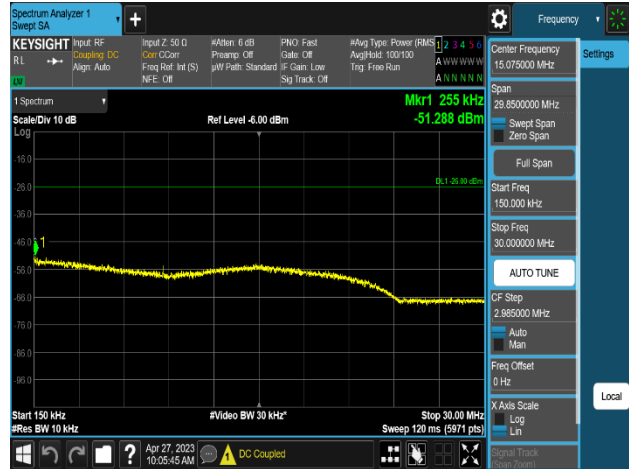 Spectrum Analyzer 1
Swept SA
Frequency
KEYSIGHT
R L
Input: RF
Coupling: DC
Align: Auto
Input Z: 50 Ω
Corr CCorr
Freq Ref: Int (S)
NFE: Off
#Atten: 6 dB
Preamp: Off
µW Path: Standard
PNO: Fast
Gate: Off
IF Gain: Low
Sig Track: Off
#Avg Type: Power (RMS
Avg|Hold: 100/100
Trig: Free Run
1 2 3 4 5 6
A W W W W W
A N N N N N
1 Spectrum
Scale/Div 10 dB
Log
Ref Level -6.00 dBm
Mkr1 255 kHz
-51.288 dBm
DL1 -26.00 dBm
-16.0
-26.0
-36.0
-46.0
-56.0
-66.0
-76.0
-86.0
-96.0
1
Start 150 kHz
#Res BW 10 kHz
#Video BW 30 kHz*
Stop 30.00 MHz
Sweep 120 ms (5971 pts)
Apr 27, 2023
10:05:45 AM
DC Coupled
Center Frequency
15.075000 MHz
Settings
Span
29.8500000 MHz
Swept Span
Zero Span
Full Span
Start Freq
150.000 kHz
Stop Freq
30.000000 MHz
AUTO TUNE
CF Step
2.985000 MHz
Auto
Man
Freq Offset
0 Hz
X Axis Scale
Log
Lin
Local
Signal Track
(Span Zoom)